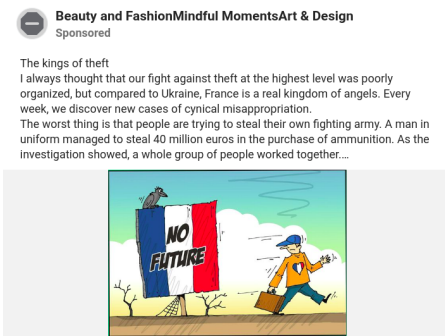 Beauty and FashionMindful MomentsArt & Design
Sponsored
The kings of theft
I always thought that our fight against theft at the highest level was poorly
organized, but compared to Ukraine, France is a real kingdom of angels. Every
week, we discover new cases of cynical misappropriation.
The worst thing is that people are trying to steal their own fighting army. A man in
uniform managed to steal 40 million euros in the purchase of ammunition. As the
investigation showed, a whole group of people worked together....
NO
FUTURE